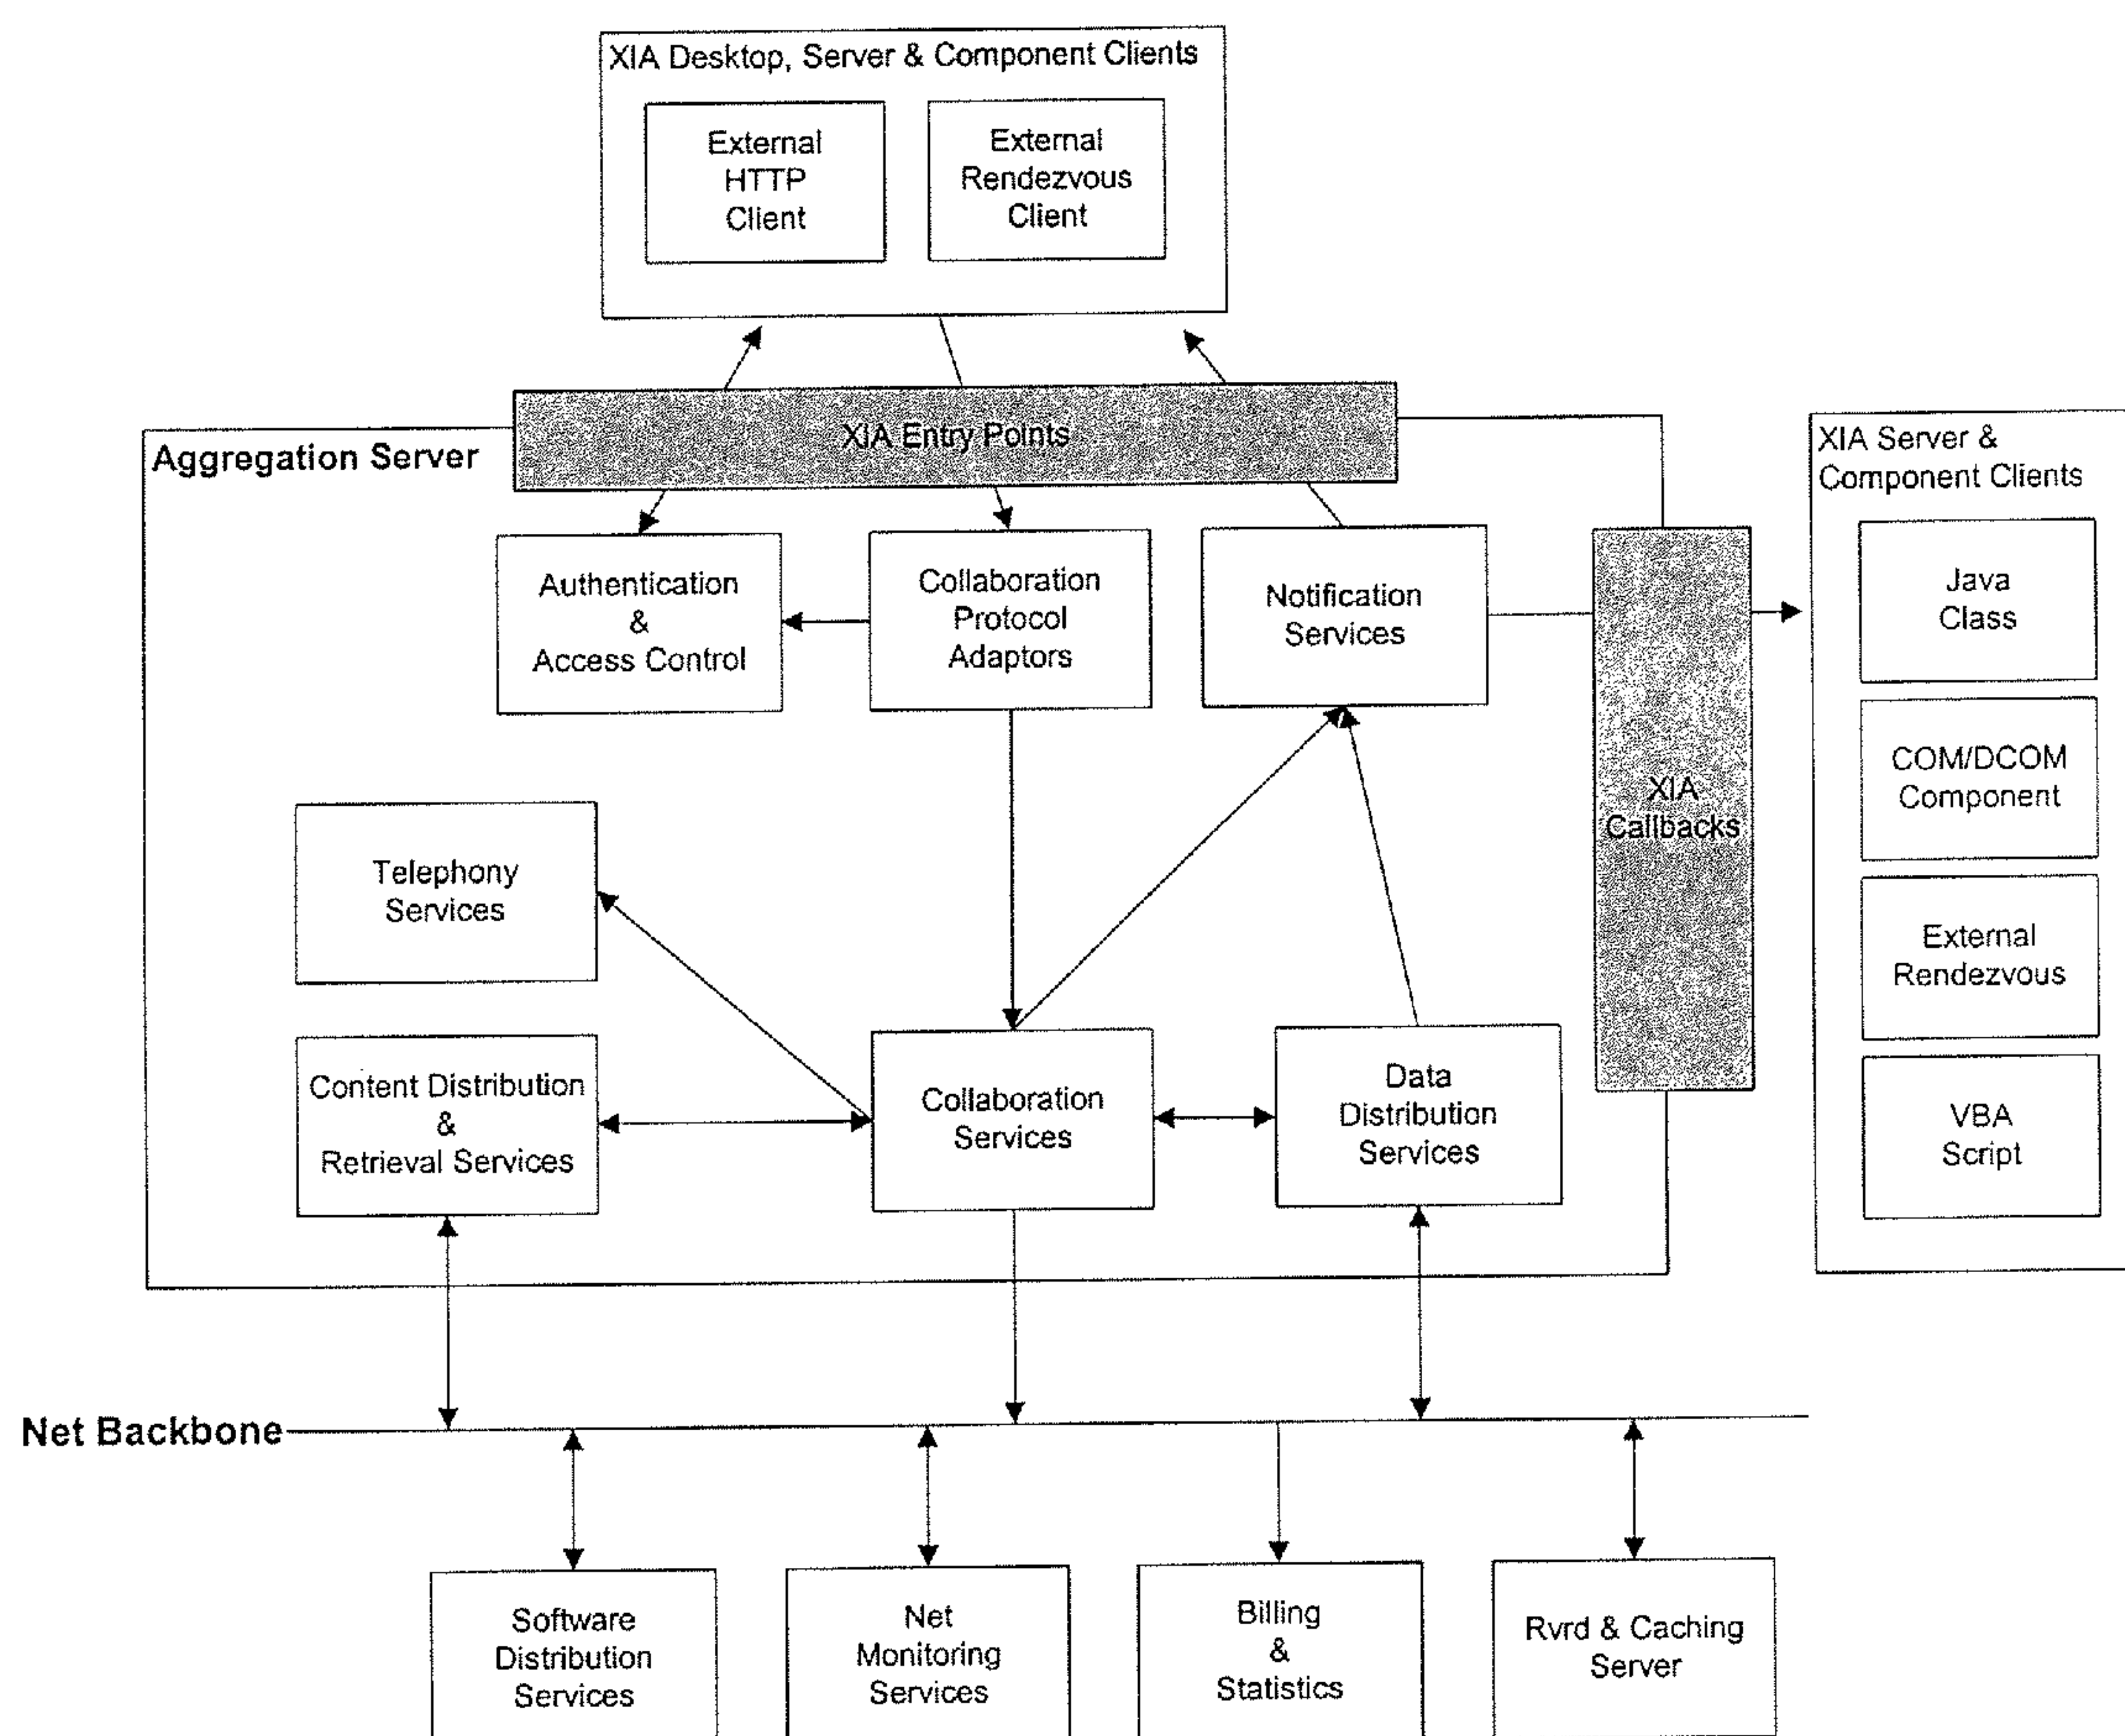 XIA Desktop, Server & Component Clients
External
HTTP
Client
External
Rendezvous
Client
XIA Entry Points
Aggregation Server
XIA Server &
Component Clients
Authentication
&
Access Control
Collaboration
Protocol
Adaptors
Notification
Services
Java
Class
COM/DCOM
Component
XIA
Callbacks
Telephony
Services
External
Rendezvous
Content Distribution
&
Retrieval Services
Collaboration
Services
Data
Distribution
Services
VBA
Script
Net Backbone
Software
Distribution
Services
Net
Monitoring
Services
Billing
&
Statistics
Rvrd & Caching
Server